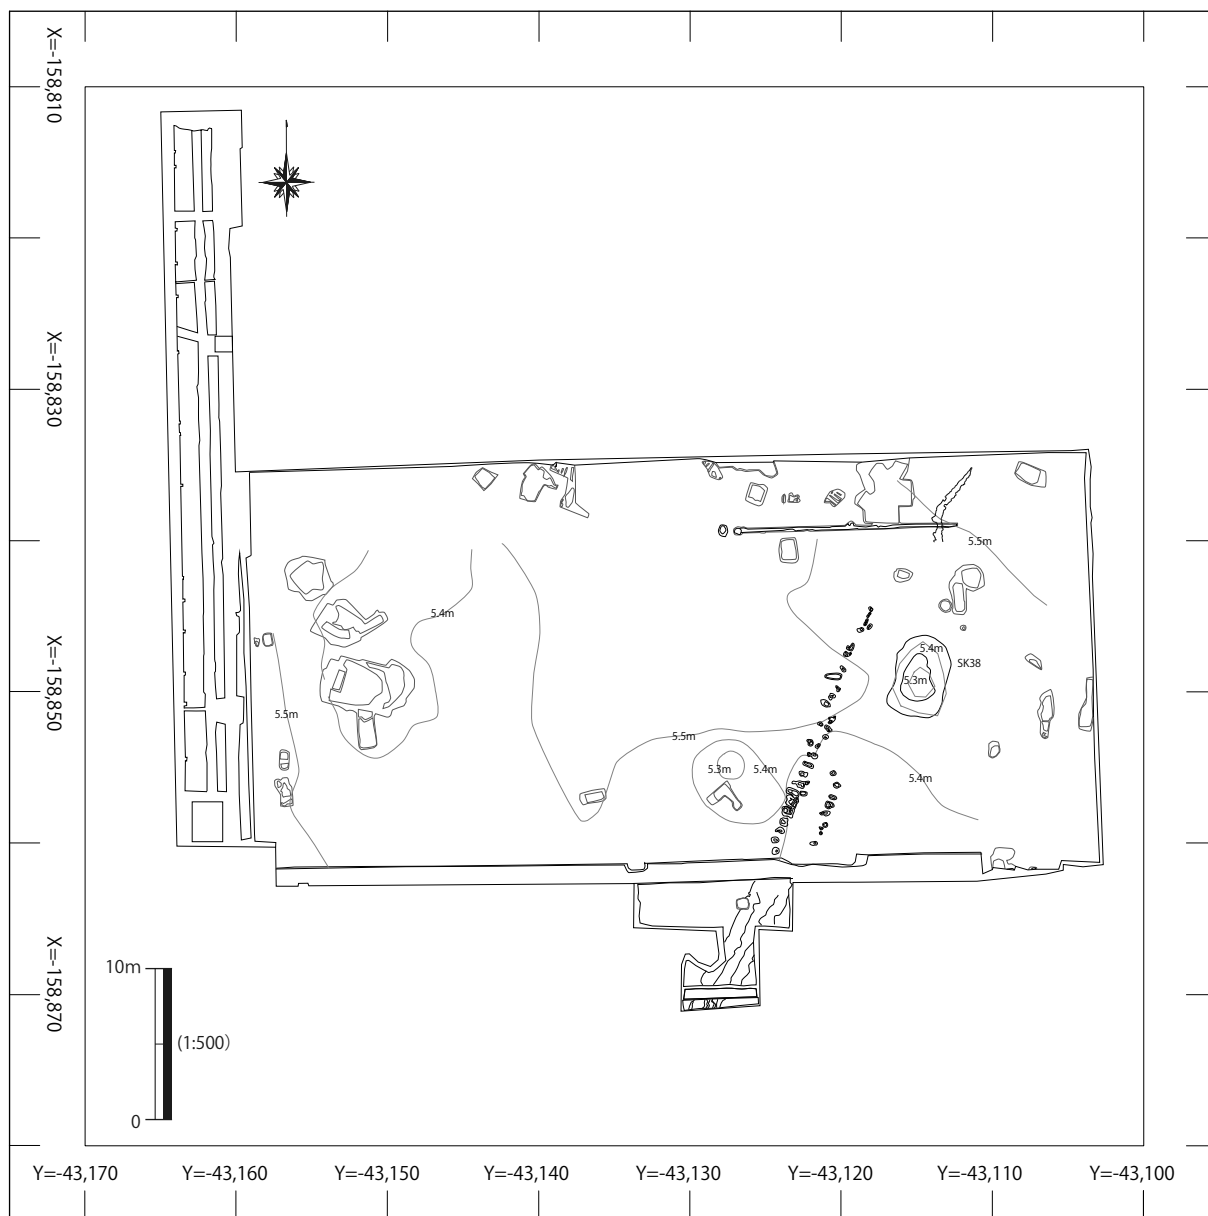 X=-158,810
X=-158,830
X=-158,850
X=-158,870
5.5m
5.4m
5.4m
SK38
5.3m
5.5m
5.5m
5.3m
5.4m
5.4m
10m
(1:500)
0
Y=-43,170
Y=-43,160
Y=-43,150
Y=-43,140
Y=-43,130
Y=-43,120
Y=-43,110
Y=-43,100